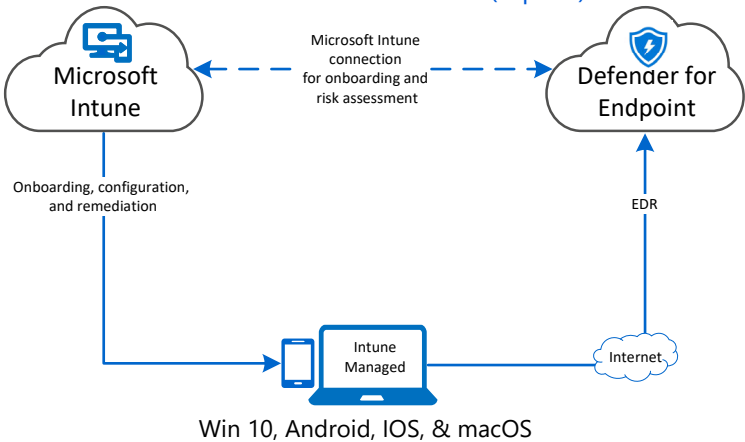 Microsoft Intune
connection
for onboarding and
risk assessment
Microsoft
Intune
Defender for
Endpoint
Onboarding, configuration,
and remediation
EDR
Intune
Managed
Internet
Win 10, Android, IOS, & macOS